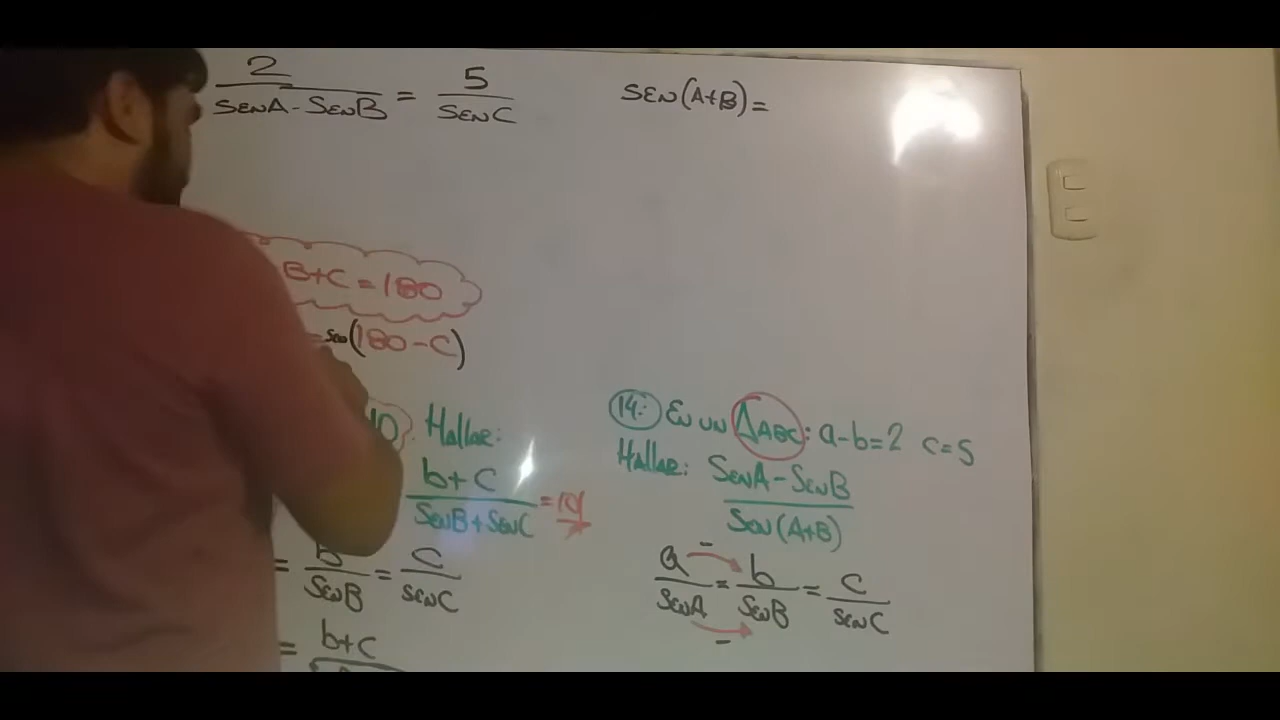 2 / SENA - SENB = 5 / SENC
SEN(A+B) =
B+C = 180
= sen(180 - C)
10 Hallar:
b+C / SENB + SENC = 10
= b / SENB = C / SENC
= b+C
14:. EN UN ΔABC: a-b=2 c=5
Hallar: SENA - SENB / SEN(A+B)
a / SENA = b / SENB = C / SENC
-
-